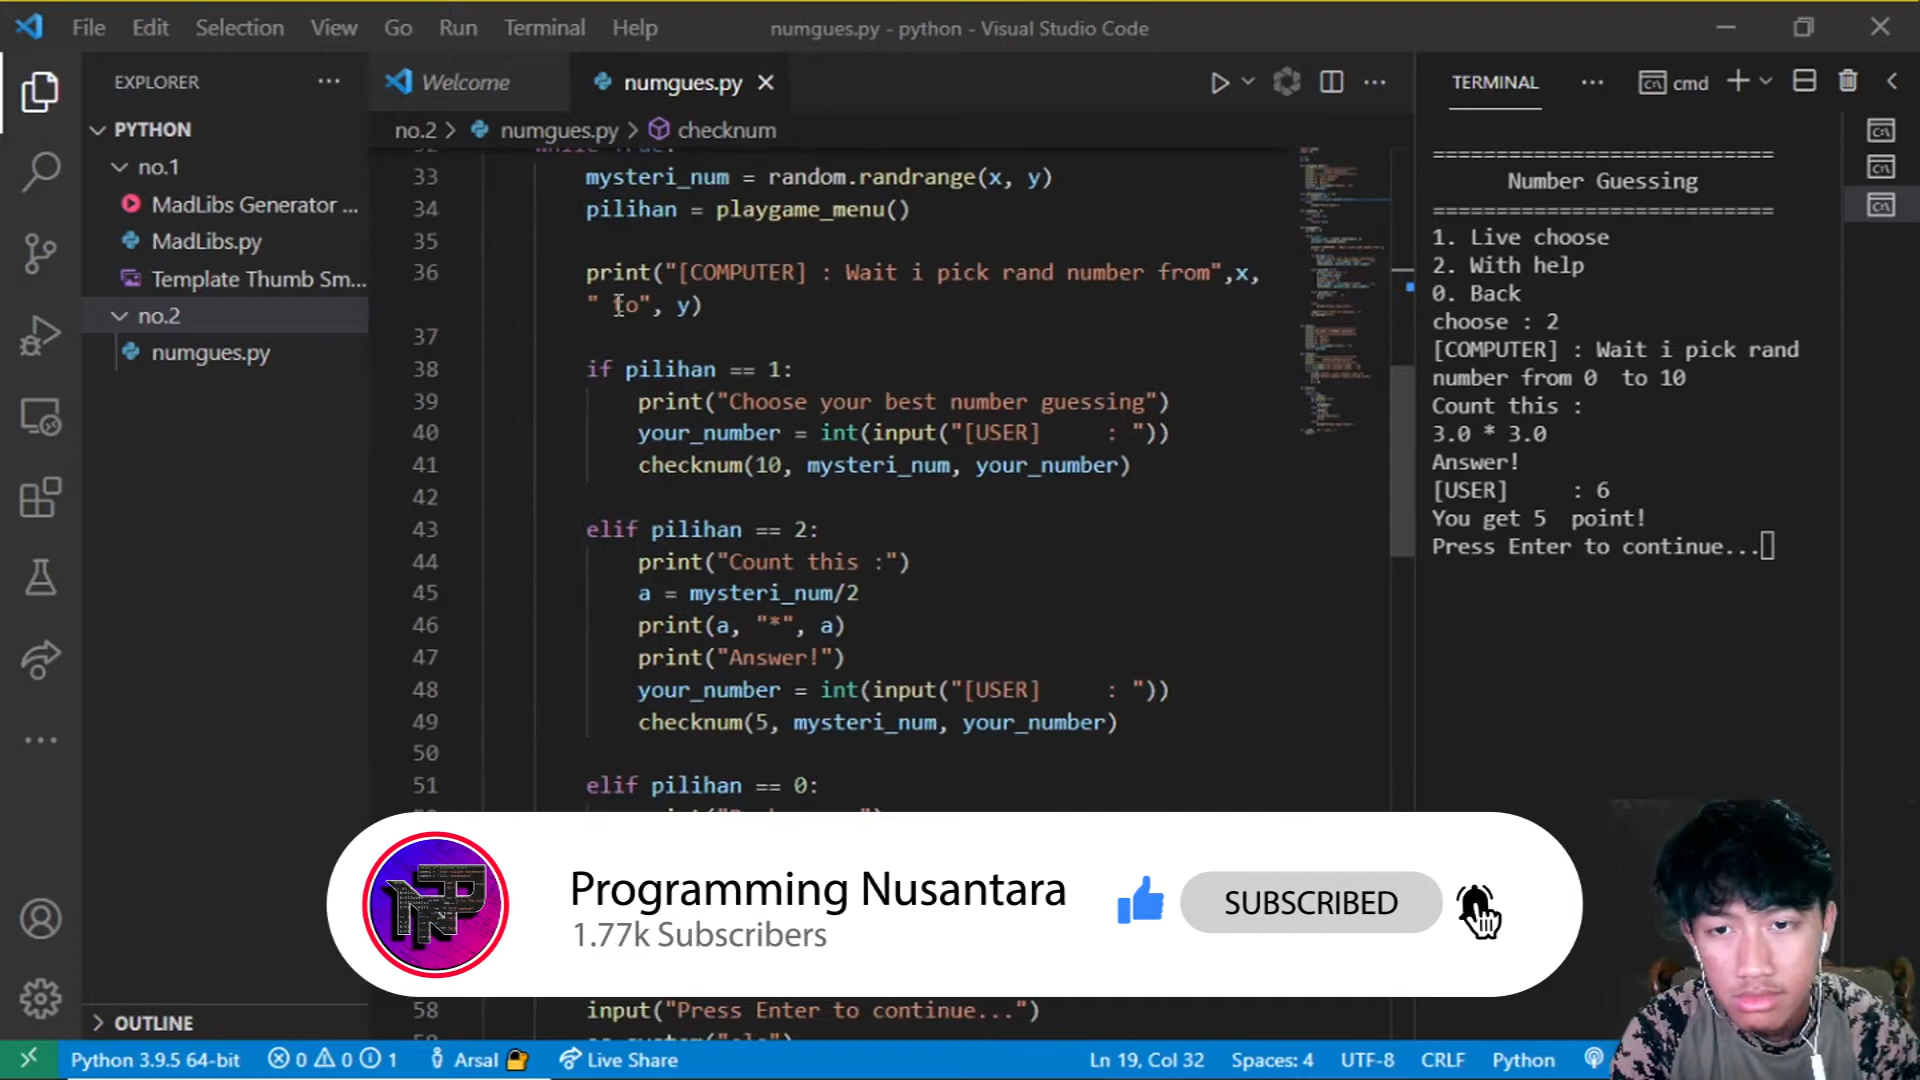 File Edit Selection View Go Run Terminal Help
numgues.py - python - Visual Studio Code
EXPLORER
PYTHON
no.1
MadLibs Generator ...
MadLibs.py
Template Thumb Sm...
no.2
numgues.py
OUTLINE
Welcome
numgues.py
no.2 > numgues.py > checknum
while True:
33 mysteri_num = random.randrange(x, y)
34 pilihan = playgame_menu()
35
36 print("[COMPUTER] : Wait i pick rand number from",x,
" to", y)
37
38 if pilihan == 1:
39 print("Choose your best number guessing")
40 your_number = int(input("[USER]     : "))
41 checknum(10, mysteri_num, your_number)
42
43 elif pilihan == 2:
44 print("Count this :")
45 a = mysteri_num/2
46 print(a, "*", a)
47 print("Answer!")
48 your_number = int(input("[USER]     : "))
49 checknum(5, mysteri_num, your_number)
50
51 elif pilihan == 0:
58 input("Press Enter to continue...")
TERMINAL
cmd
===========================
Number Guessing
===========================
1. Live choose
2. With help
0. Back
choose : 2
[COMPUTER] : Wait i pick rand
number from 0  to 10
Count this :
3.0 * 3.0
Answer!
[USER]     : 6
You get 5  point!
Press Enter to continue...
Programming Nusantara
1.77k Subscribers
SUBSCRIBED
Python 3.9.5 64-bit 0 0 1 Arsal Live Share
Ln 19, Col 32 Spaces: 4 UTF-8 CRLF Python